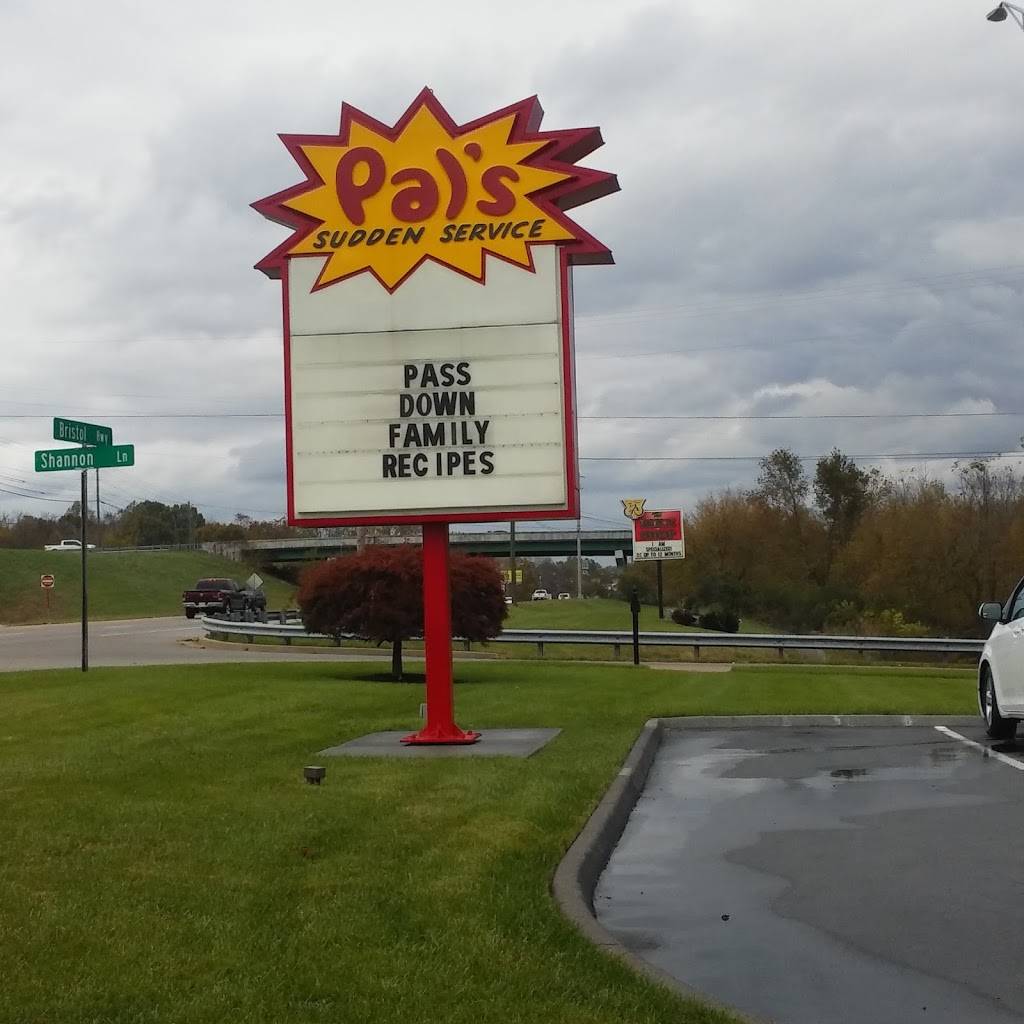 Pal's
SUDDEN SERVICE
PASS
DOWN
FAMILY
RECIPES
Bristol Hwy
Shannon Ln